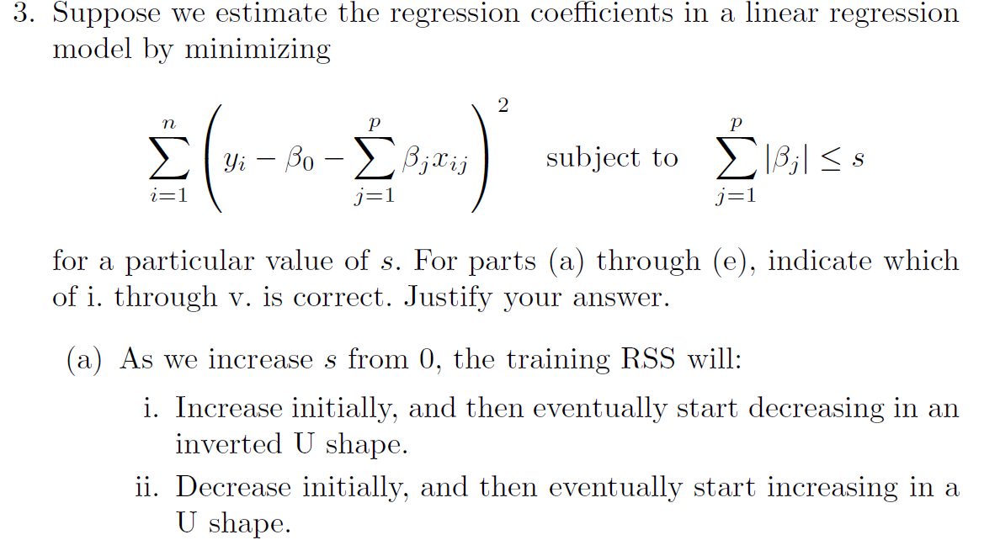 3. Suppose we estimate the regression coefficients in a linear regression
model by minimizing
\sum_{i=1}^{n} \left( y_i - \beta_0 - \sum_{j=1}^{p} \beta_j x_{ij} \right)^2 subject to \sum_{j=1}^{p} |\beta_j| \leq s
for a particular value of s. For parts (a) through (e), indicate which
of i. through v. is correct. Justify your answer.
(a) As we increase s from 0, the training RSS will:
i. Increase initially, and then eventually start decreasing in an
inverted U shape.
ii. Decrease initially, and then eventually start increasing in a
U shape.